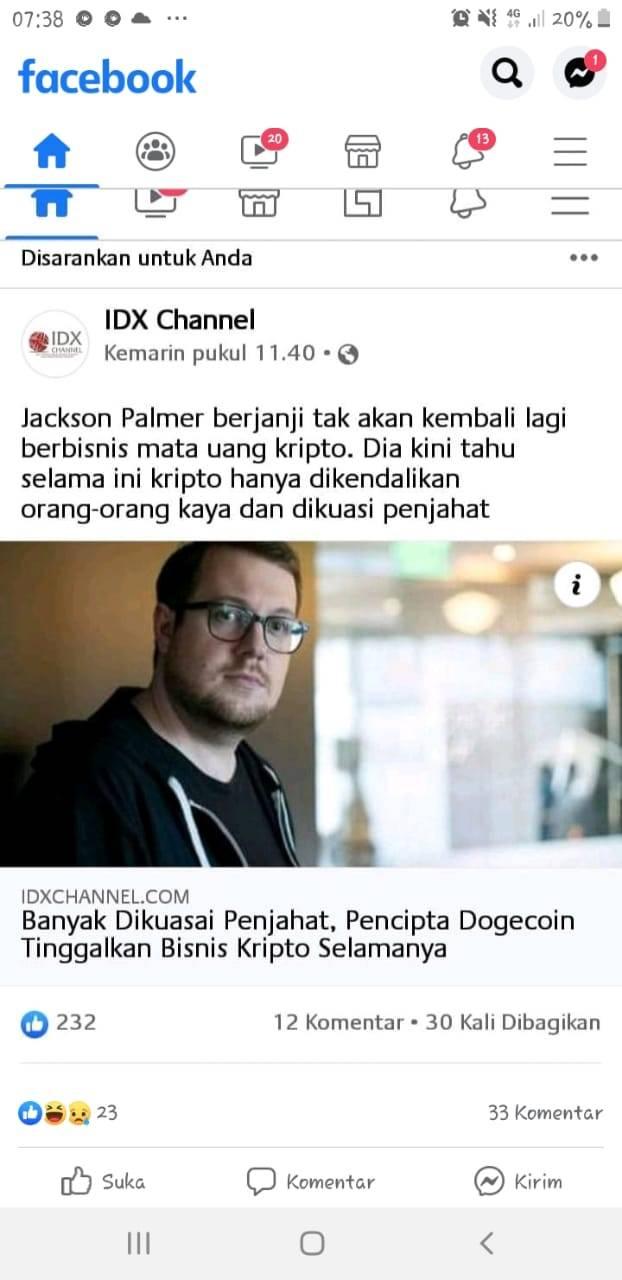 07:38
4G
20%
facebook
1
20
13
Disarankan untuk Anda
IDX Channel
Kemarin pukul 11.40
IDX
CHANNEL
Jackson Palmer berjanji tak akan kembali lagi
berbisnis mata uang kripto. Dia kini tahu
selama ini kripto hanya dikendalikan
orang-orang kaya dan dikuasi penjahat
i
IDXCHANNEL.COM
Banyak Dikuasai Penjahat, Pencipta Dogecoin
Tinggalkan Bisnis Kripto Selamanya
232
12 Komentar • 30 Kali Dibagikan
23
33 Komentar
Suka
Komentar
Kirim